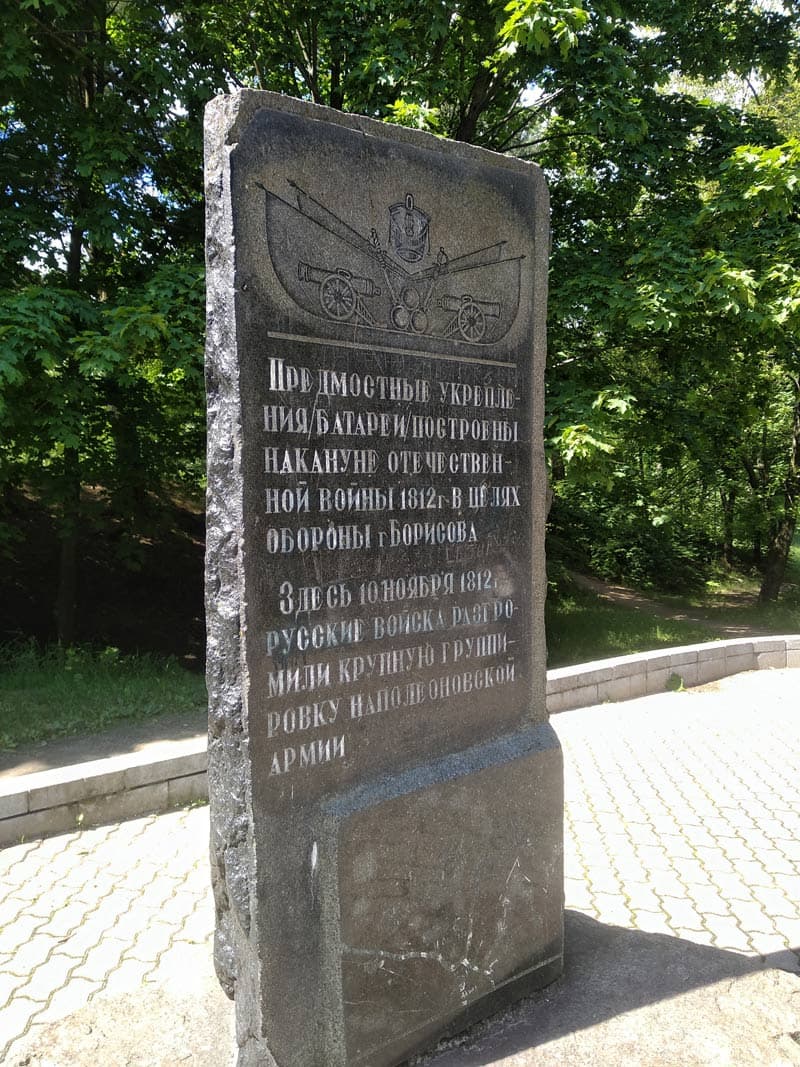 Предмостные укрепле-
ния/батареи/построены
накануне Отечествен-
ной войны 1812г. в целях
обороны г.Борисова
Здесь 10 ноября 1812г.
русские войска разгро-
мили крупную группи-
ровку наполеоновской
армии